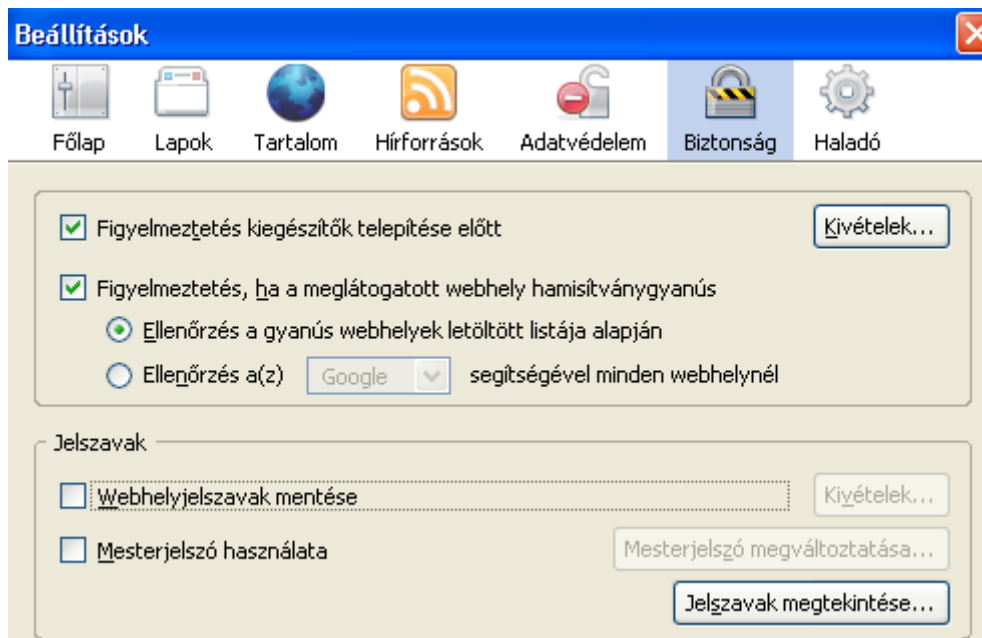 Beállítások
Főlap Lapok Tartalom Hírforrások Adatvédelem Biztonság Haladó
Figyelmeztetés kiegészítők telepítése előtt Kivételek...
Figyelmeztetés, ha a meglátogatott webhely hamisítványgyanús
Ellenőrzés a gyanús webhelyek letöltött listája alapján
Ellenőrzés a(z) Google segítségével minden webhelynél
Jelszavak
Webhelyjelszavak mentése Kivételek...
Mesterjelszó használata Mesterjelszó megváltoztatása...
Jelszavak megtekintése...